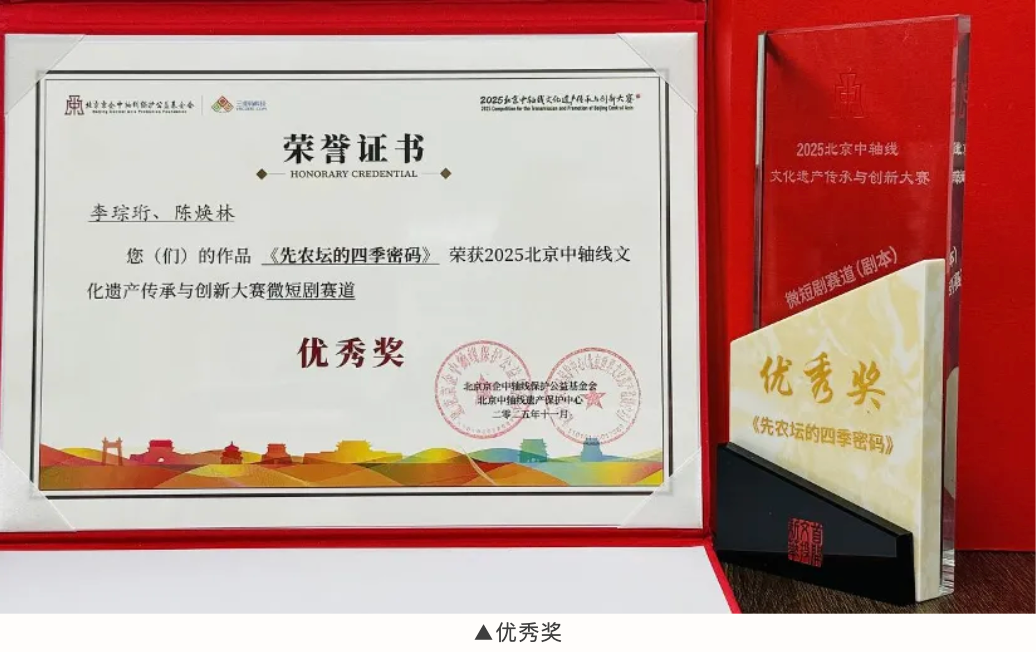 北京京企中轴线保护公益基金会
2025北京中轴线文化遗产传承与创新大赛
荣誉证书
HONORARY CREDENTIAL
李琮珩、陈焕林
您（们）的作品 《先农坛的四季密码》 荣获2025北京中轴线文
化遗产传承与创新大赛微短剧赛道
优秀奖
北京京企中轴线保护公益基金会
北京中轴线遗产保护中心
二零二五年十一月
2025北京中轴线
文化遗产传承与创新大赛
微短剧赛道(剧本)
优秀奖
《先农坛的四季密码》
▲优秀奖